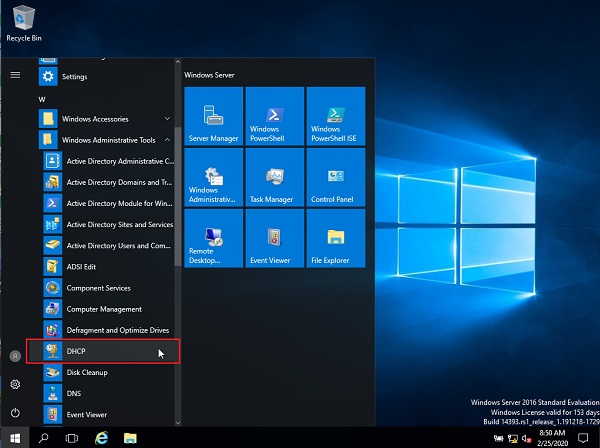 Recycle Bin
Settings
W
Windows Accessories
Windows Administrative Tools
Active Directory Administrative C...
Active Directory Domains and Tr...
Active Directory Module for Win...
Active Directory Sites and Services
Active Directory Users and Com...
ADSI Edit
Component Services
Computer Management
Defragment and Optimize Drives
DHCP
Disk Cleanup
DNS
Event Viewer
Windows Server
Server Manager
Windows
PowerShell
Windows
PowerShell ISE
Windows
Administrativ...
Task Manager
Control Panel
Remote
Desktop...
Event Viewer
File Explorer
Windows Server 2016 Standard Evaluation
Windows License valid for 153 days
Build 14393.rs1_release_1.191218-1729
8:50 AM
2/25/2020